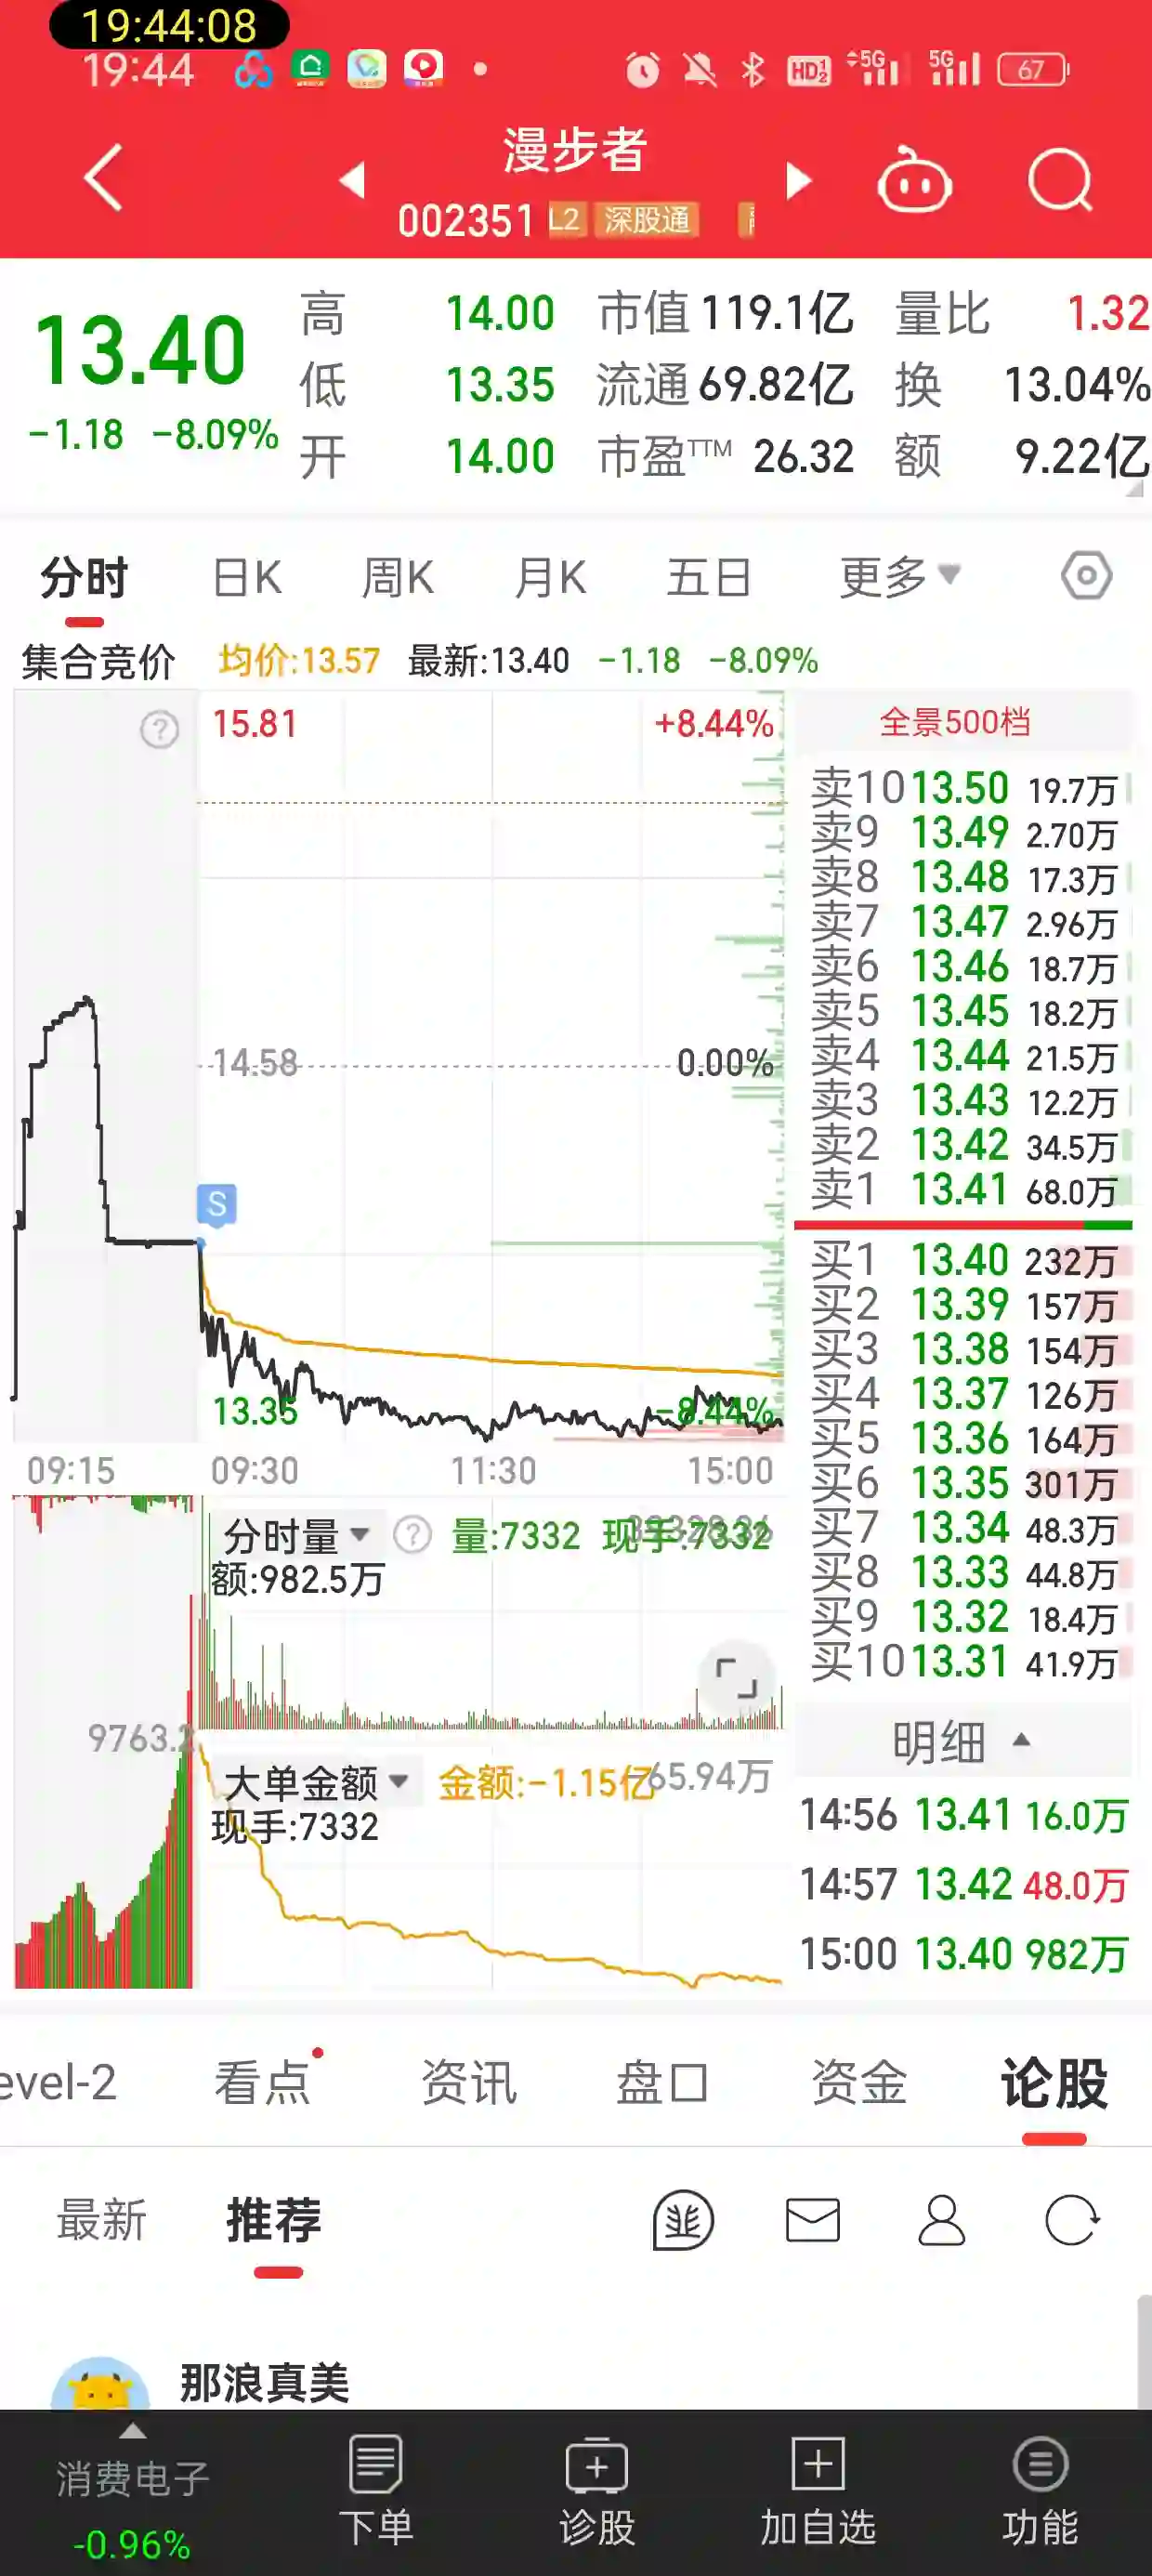 19:44:08
19:44 HD 5G 5G 67
漫步者
002351 L2 深股通
13.40 高 14.00 市值 119.1亿 量比 1.32
低 13.35 流通 69.82亿 换 13.04%
-1.18 -8.09% 开 14.00 市盈TTM 26.32 额 9.22亿
分时 日K 周K 月K 五日 更多
集合竞价 均价:13.57 最新:13.40 -1.18 -8.09%
? 15.81 +8.44% 全景500档
卖10 13.50 19.7万
卖9 13.49 2.70万
卖8 13.48 17.3万
卖7 13.47 2.96万
卖6 13.46 18.7万
卖5 13.45 18.2万
14.58 0.00% 卖4 13.44 21.5万
卖3 13.43 12.2万
卖2 13.42 34.5万
S 卖1 13.41 68.0万
买1 13.40 232万
买2 13.39 157万
买3 13.38 154万
13.35 -8.44% 买4 13.37 126万
买5 13.36 164万
09:15 09:30 11:30 15:00 买6 13.35 301万
分时量 ? 量:7332 现手:7332 买7 13.34 48.3万
额:982.5万 买8 13.33 44.8万
买9 13.32 18.4万
买10 13.31 41.9万
9763.2 明细
大单金额 金额:-1.15亿 65.94万
现手:7332 14:56 13.41 16.0万
14:57 13.42 48.0万
15:00 13.40 982万
evel-2 看点 资讯 盘口 资金 论股
最新 推荐
那浪真美
消费电子 下单 诊股 加自选 功能
-0.96%